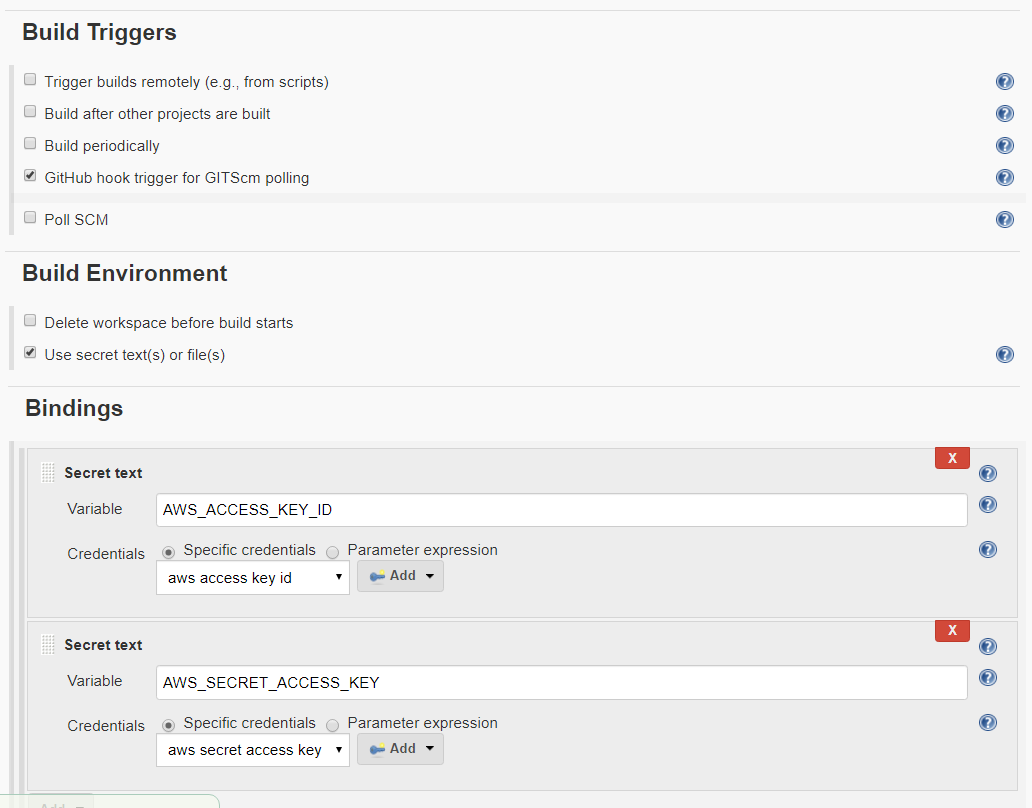 Build Triggers
Trigger builds remotely (e.g., from scripts)
Build after other projects are built
Build periodically
GitHub hook trigger for GITScm polling
Poll SCM
Build Environment
Delete workspace before build starts
Use secret text(s) or file(s)
Bindings
X
Secret text
Variable AWS_ACCESS_KEY_ID
Credentials Specific credentials Parameter expression
aws access key id Add
X
Secret text
Variable AWS_SECRET_ACCESS_KEY
Credentials Specific credentials Parameter expression
aws secret access key Add
Add